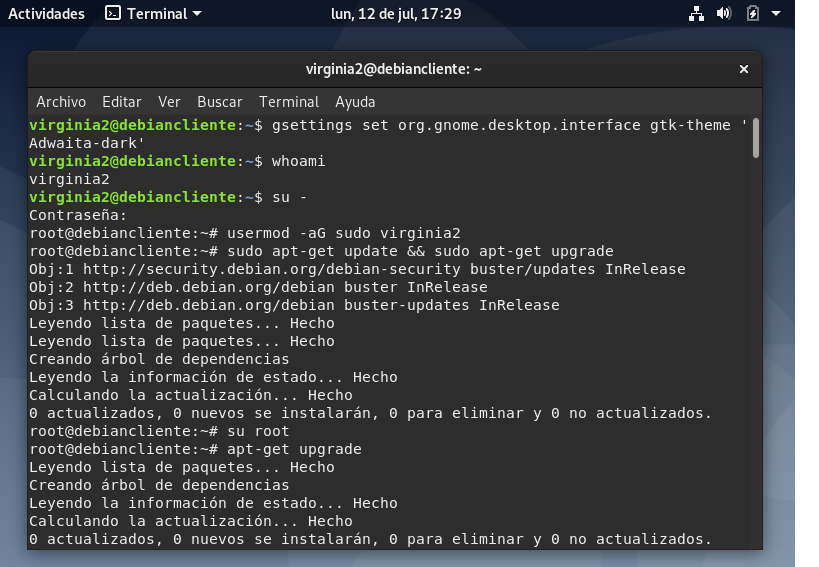 Actividades Terminal lun, 12 de jul, 17:29
virginia2@debiancliente: ~
Archivo Editar Ver Buscar Terminal Ayuda
virginia2@debiancliente:~$ gsettings set org.gnome.desktop.interface gtk-theme '
Adwaita-dark'
virginia2@debiancliente:~$ whoami
virginia2
virginia2@debiancliente:~$ su -
Contraseña:
root@debiancliente:~# usermod -aG sudo virginia2
root@debiancliente:~# sudo apt-get update && sudo apt-get upgrade
Obj:1 http://security.debian.org/debian-security buster/updates InRelease
Obj:2 http://deb.debian.org/debian buster InRelease
Obj:3 http://deb.debian.org/debian buster-updates InRelease
Leyendo lista de paquetes... Hecho
Leyendo lista de paquetes... Hecho
Creando árbol de dependencias
Leyendo la información de estado... Hecho
Calculando la actualización... Hecho
0 actualizados, 0 nuevos se instalarán, 0 para eliminar y 0 no actualizados.
root@debiancliente:~# su root
root@debiancliente:~# apt-get upgrade
Leyendo lista de paquetes... Hecho
Creando árbol de dependencias
Leyendo la información de estado... Hecho
Calculando la actualización... Hecho
0 actualizados, 0 nuevos se instalarán, 0 para eliminar y 0 no actualizados.